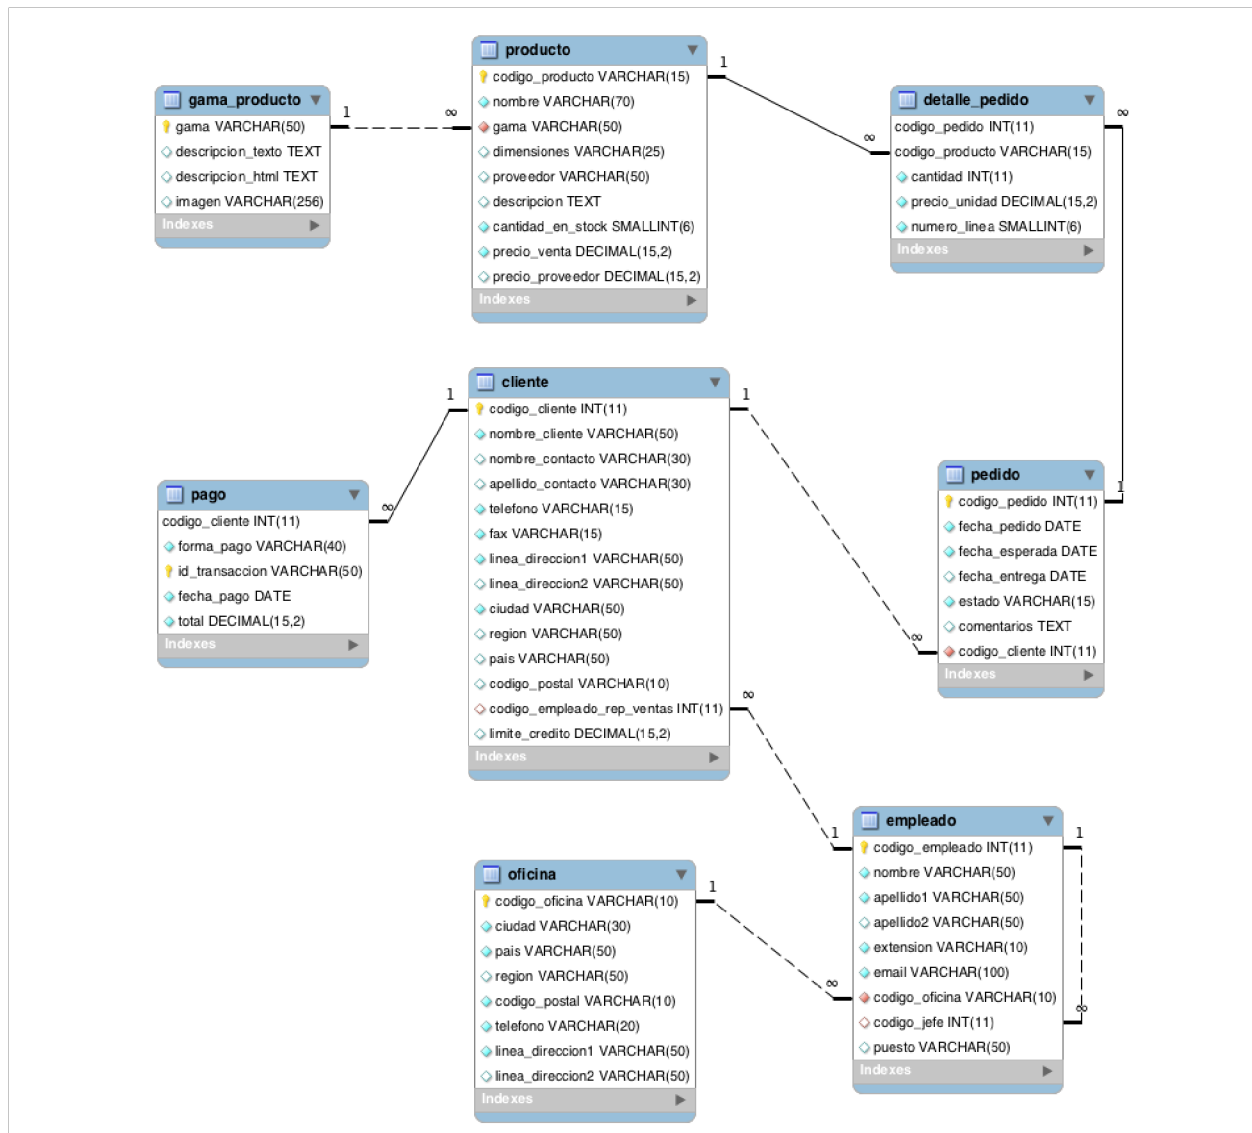 producto
codigo_producto VARCHAR(15)
nombre VARCHAR(70)
gama VARCHAR(50)
dimensiones VARCHAR(25)
proveedor VARCHAR(50)
descripcion TEXT
cantidad_en_stock SMALLINT(6)
precio_venta DECIMAL(15,2)
precio_proveedor DECIMAL(15,2)
Indexes
gama_producto
gama VARCHAR(50)
descripcion_texto TEXT
descripcion_html TEXT
imagen VARCHAR(256)
Indexes
1
∞
1
∞
detalle_pedido
codigo_pedido INT(11)
codigo_producto VARCHAR(15)
cantidad INT(11)
precio_unidad DECIMAL(15,2)
numero_linea SMALLINT(6)
Indexes
∞
1
cliente
codigo_cliente INT(11)
nombre_cliente VARCHAR(50)
nombre_contacto VARCHAR(30)
apellido_contacto VARCHAR(30)
telefono VARCHAR(15)
fax VARCHAR(15)
linea_direccion1 VARCHAR(50)
linea_direccion2 VARCHAR(50)
ciudad VARCHAR(50)
region VARCHAR(50)
pais VARCHAR(50)
codigo_postal VARCHAR(10)
codigo_empleado_rep_ventas INT(11)
limite_credito DECIMAL(15,2)
Indexes
1
∞
pago
codigo_cliente INT(11)
forma_pago VARCHAR(40)
id_transaccion VARCHAR(50)
fecha_pago DATE
total DECIMAL(15,2)
Indexes
1
∞
pedido
codigo_pedido INT(11)
fecha_pedido DATE
fecha_esperada DATE
fecha_entrega DATE
estado VARCHAR(15)
comentarios TEXT
codigo_cliente INT(11)
Indexes
∞
1
empleado
codigo_empleado INT(11)
nombre VARCHAR(50)
apellido1 VARCHAR(50)
apellido2 VARCHAR(50)
extension VARCHAR(10)
email VARCHAR(100)
codigo_oficina VARCHAR(10)
codigo_jefe INT(11)
puesto VARCHAR(50)
Indexes
1
∞
oficina
codigo_oficina VARCHAR(10)
ciudad VARCHAR(30)
pais VARCHAR(50)
region VARCHAR(50)
codigo_postal VARCHAR(10)
telefono VARCHAR(20)
linea_direccion1 VARCHAR(50)
linea_direccion2 VARCHAR(50)
Indexes
1
∞